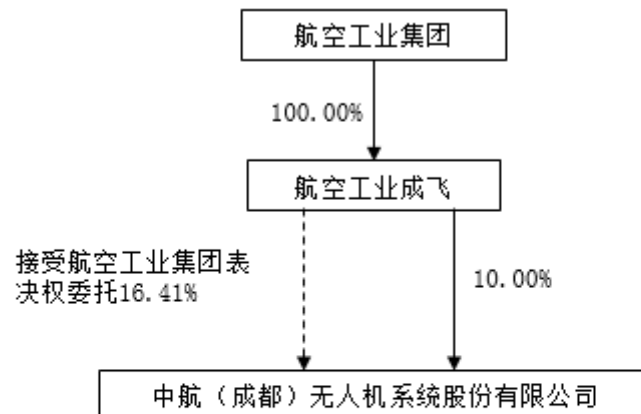 航空工业集团
100.00%
航空工业成飞
接受航空工业集团表
决权委托16.41%
10.00%
中航（成都）无人机系统股份有限公司